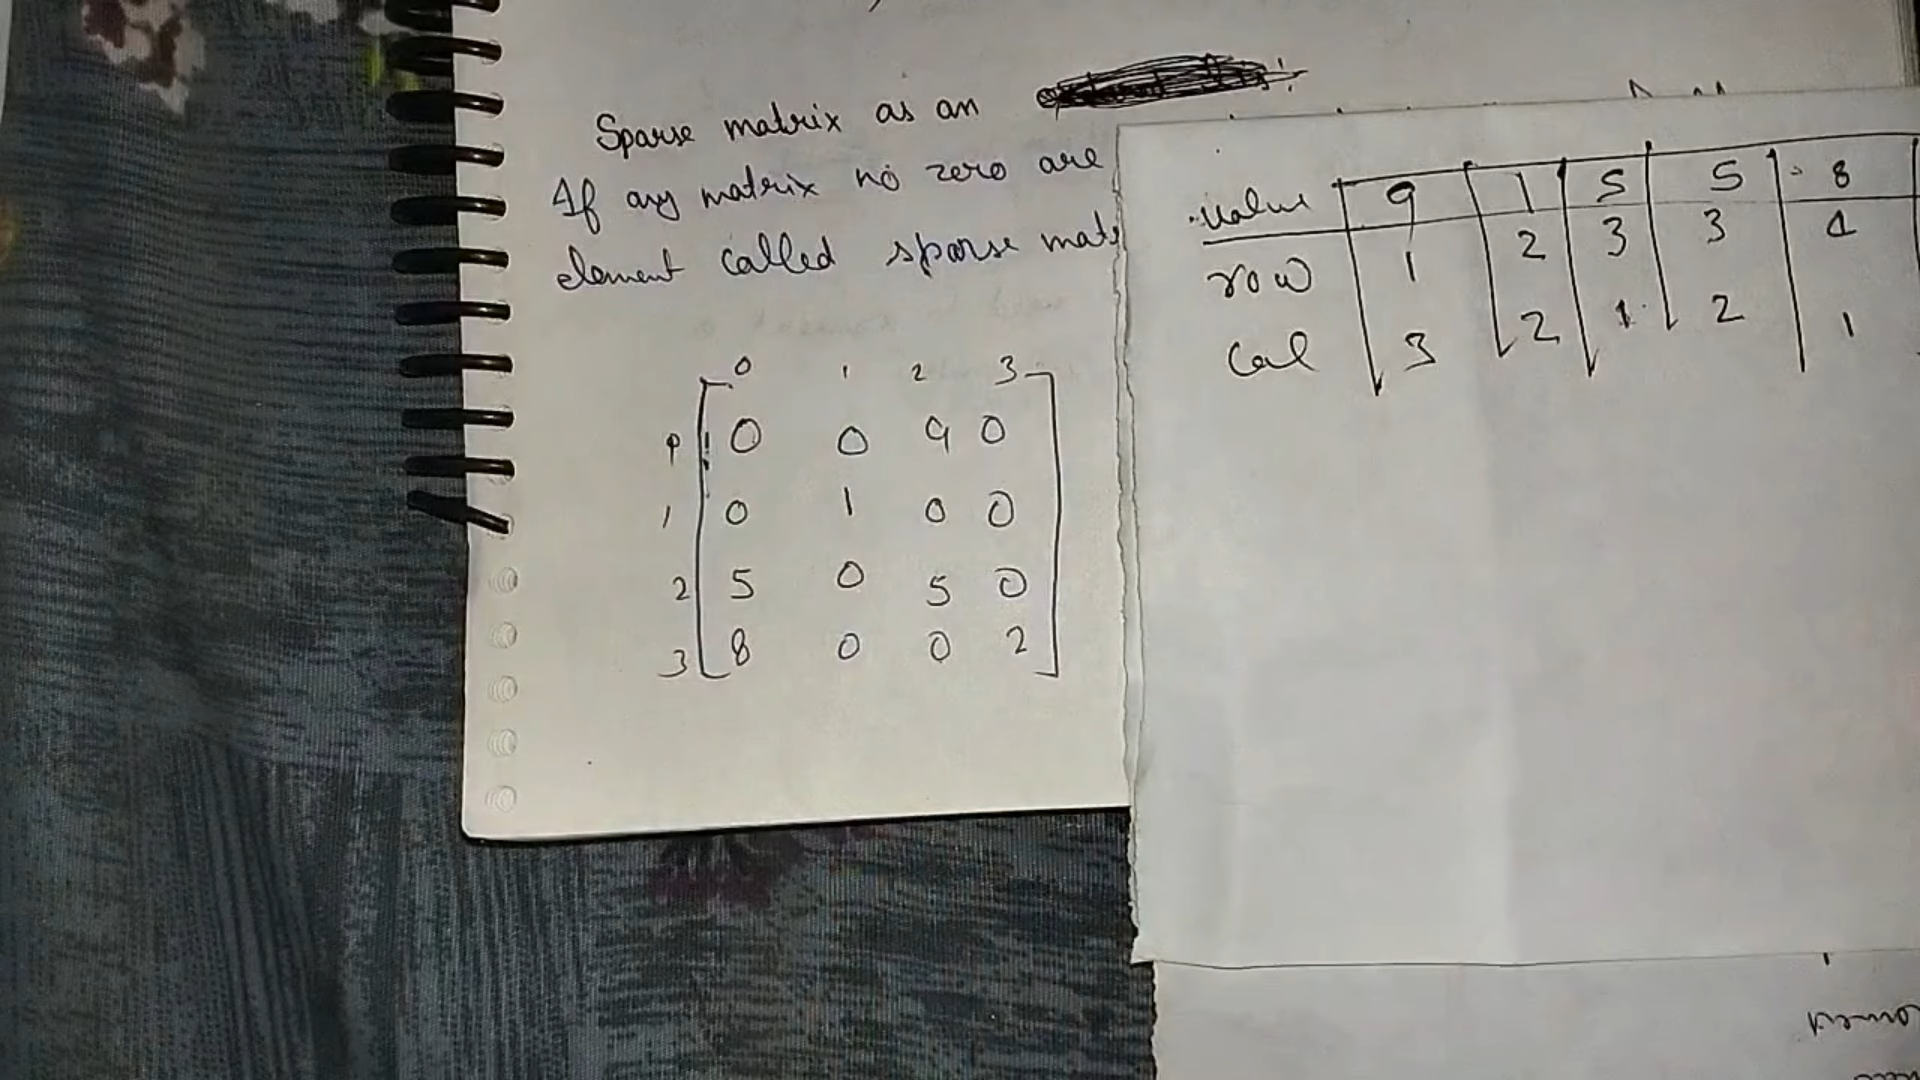 Sparse matrix as an
If any matrix no zero are
element called sparse mat
0 1 2 3
0 0 9 0
1 0 1 0 0
2 5 0 5 0
3 8 0 0 2
value 9 1 5 5 8
row 1 2 3 3 4
Col 3 2 1 2 1